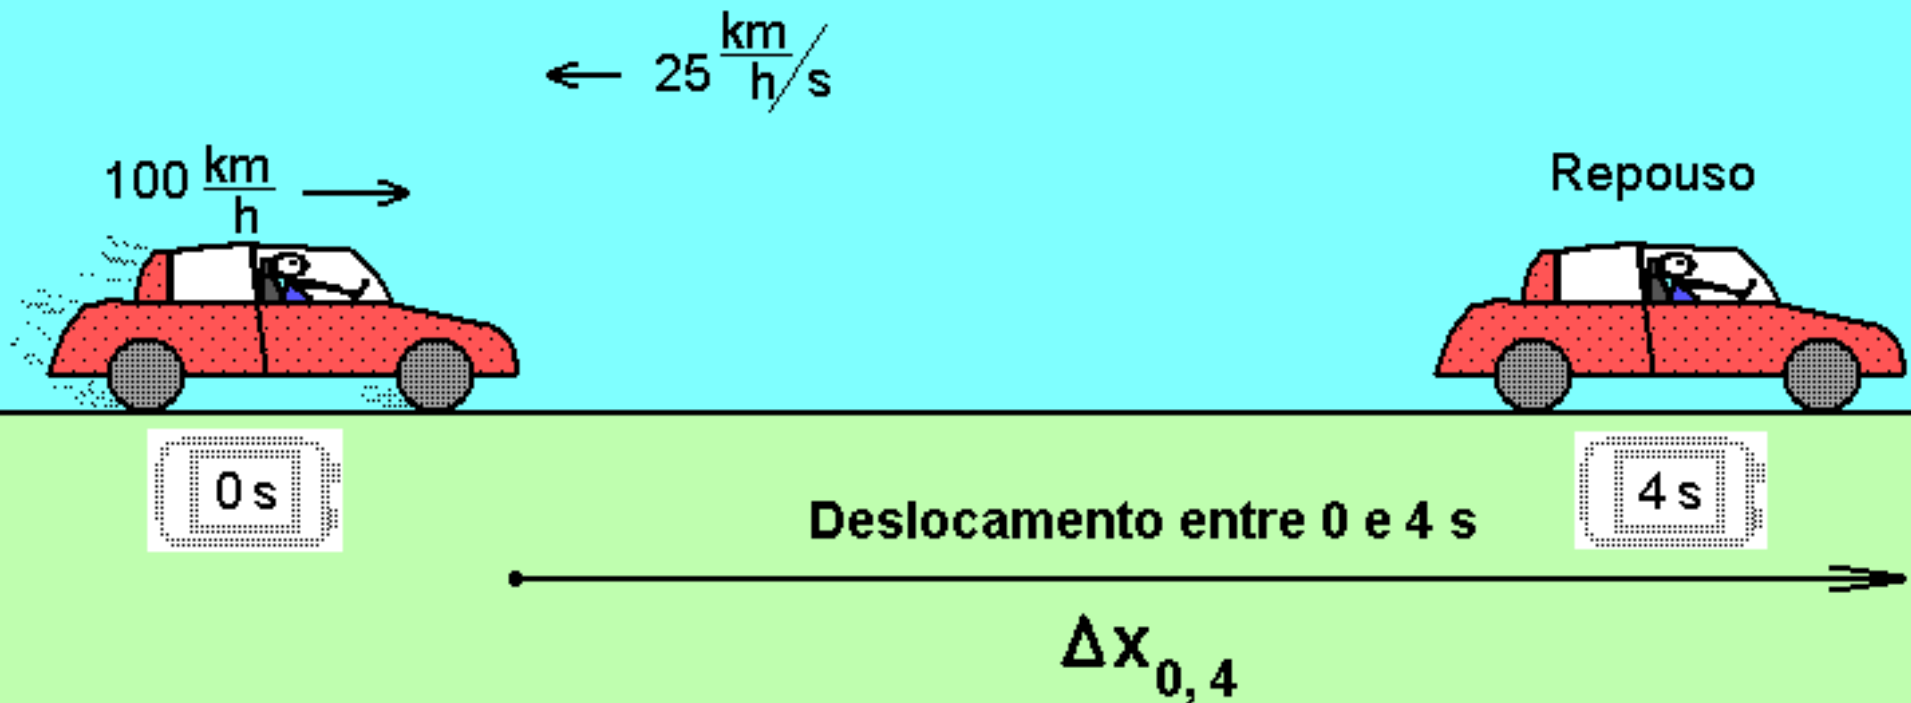 ← 25 km/h/s
100 km/h →
Repouso
0 s
4 s
Deslocamento entre 0 e 4 s
Δx0, 4